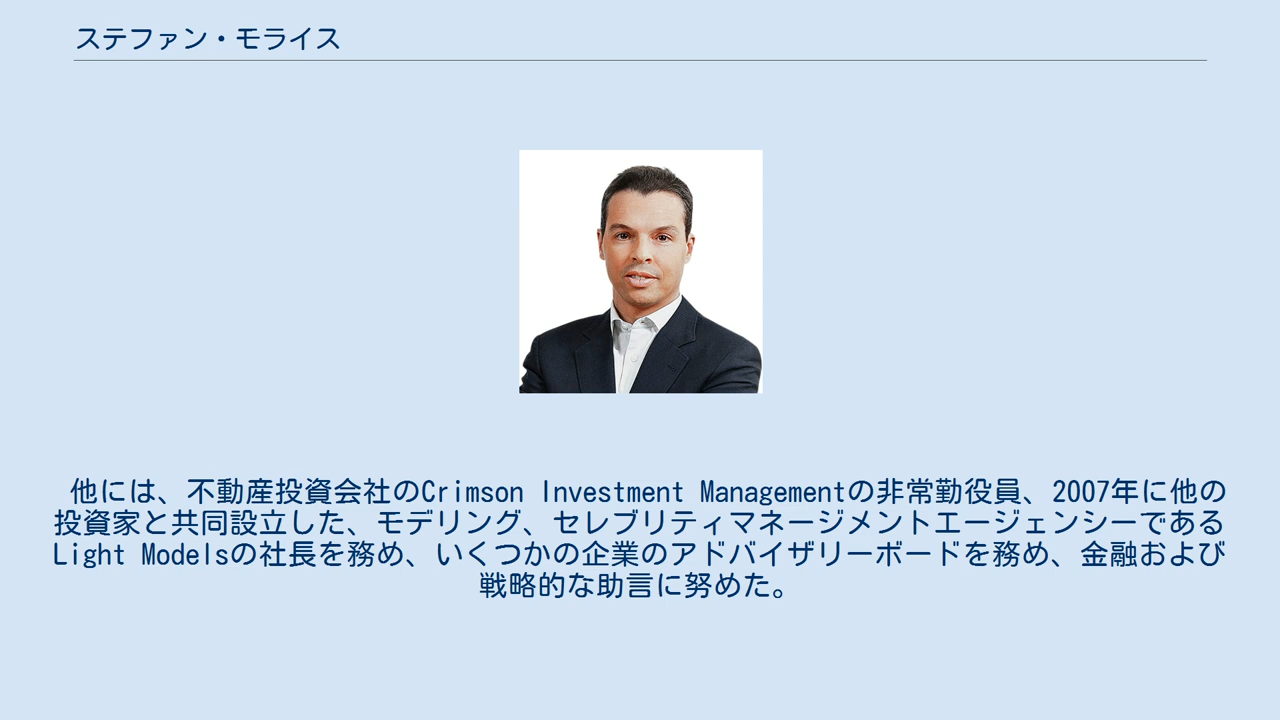 ステファン・モライス
他には、不動産投資会社のCrimson Investment Managementの非常勤役員、2007年に他の
投資家と共同設立した、モデリング、セレブリティマネージメントエージェンシーである
Light Modelsの社長を務め、いくつかの企業のアドバイザリーボードを務め、金融および
戦略的な助言に努めた。